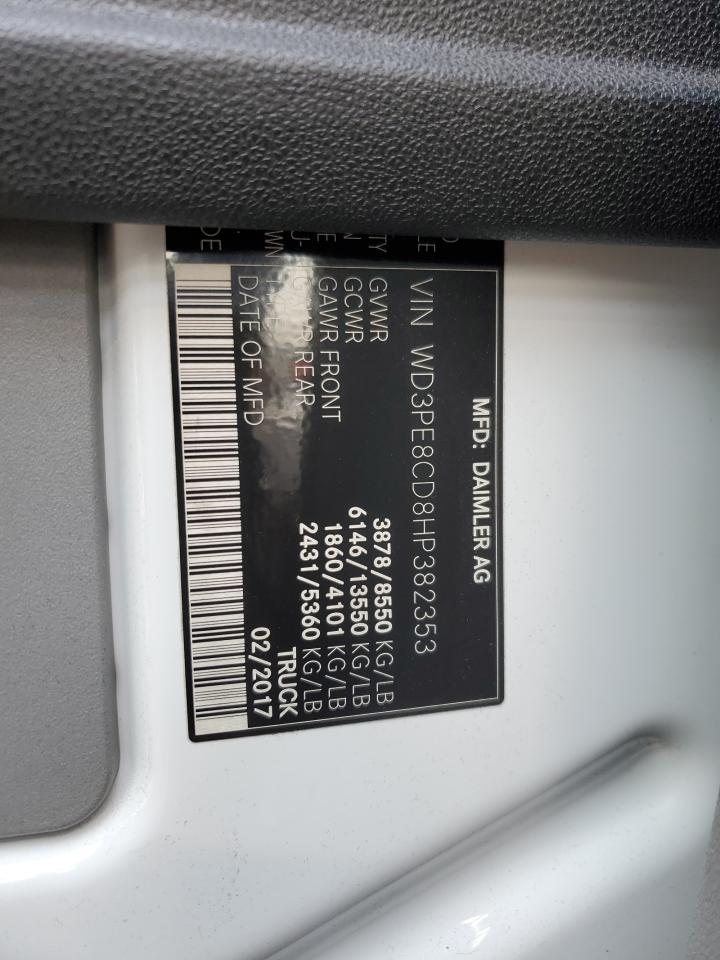 MFD: DAIMLER AG
VIN WD3PE8CD8HP382353
GVWR 3878/8550 KG/LB
GCWR 6146/13550 KG/LB
GAWR FRONT 1860/4101 KG/LB
REAR 2431/5360 KG/LB
TYPE TRUCK
DATE OF MFD 02/2017